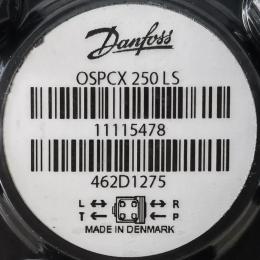 Danfoss
OSPCX 250 LS
11115478
462D1275
L R
T P
MADE IN DENMARK